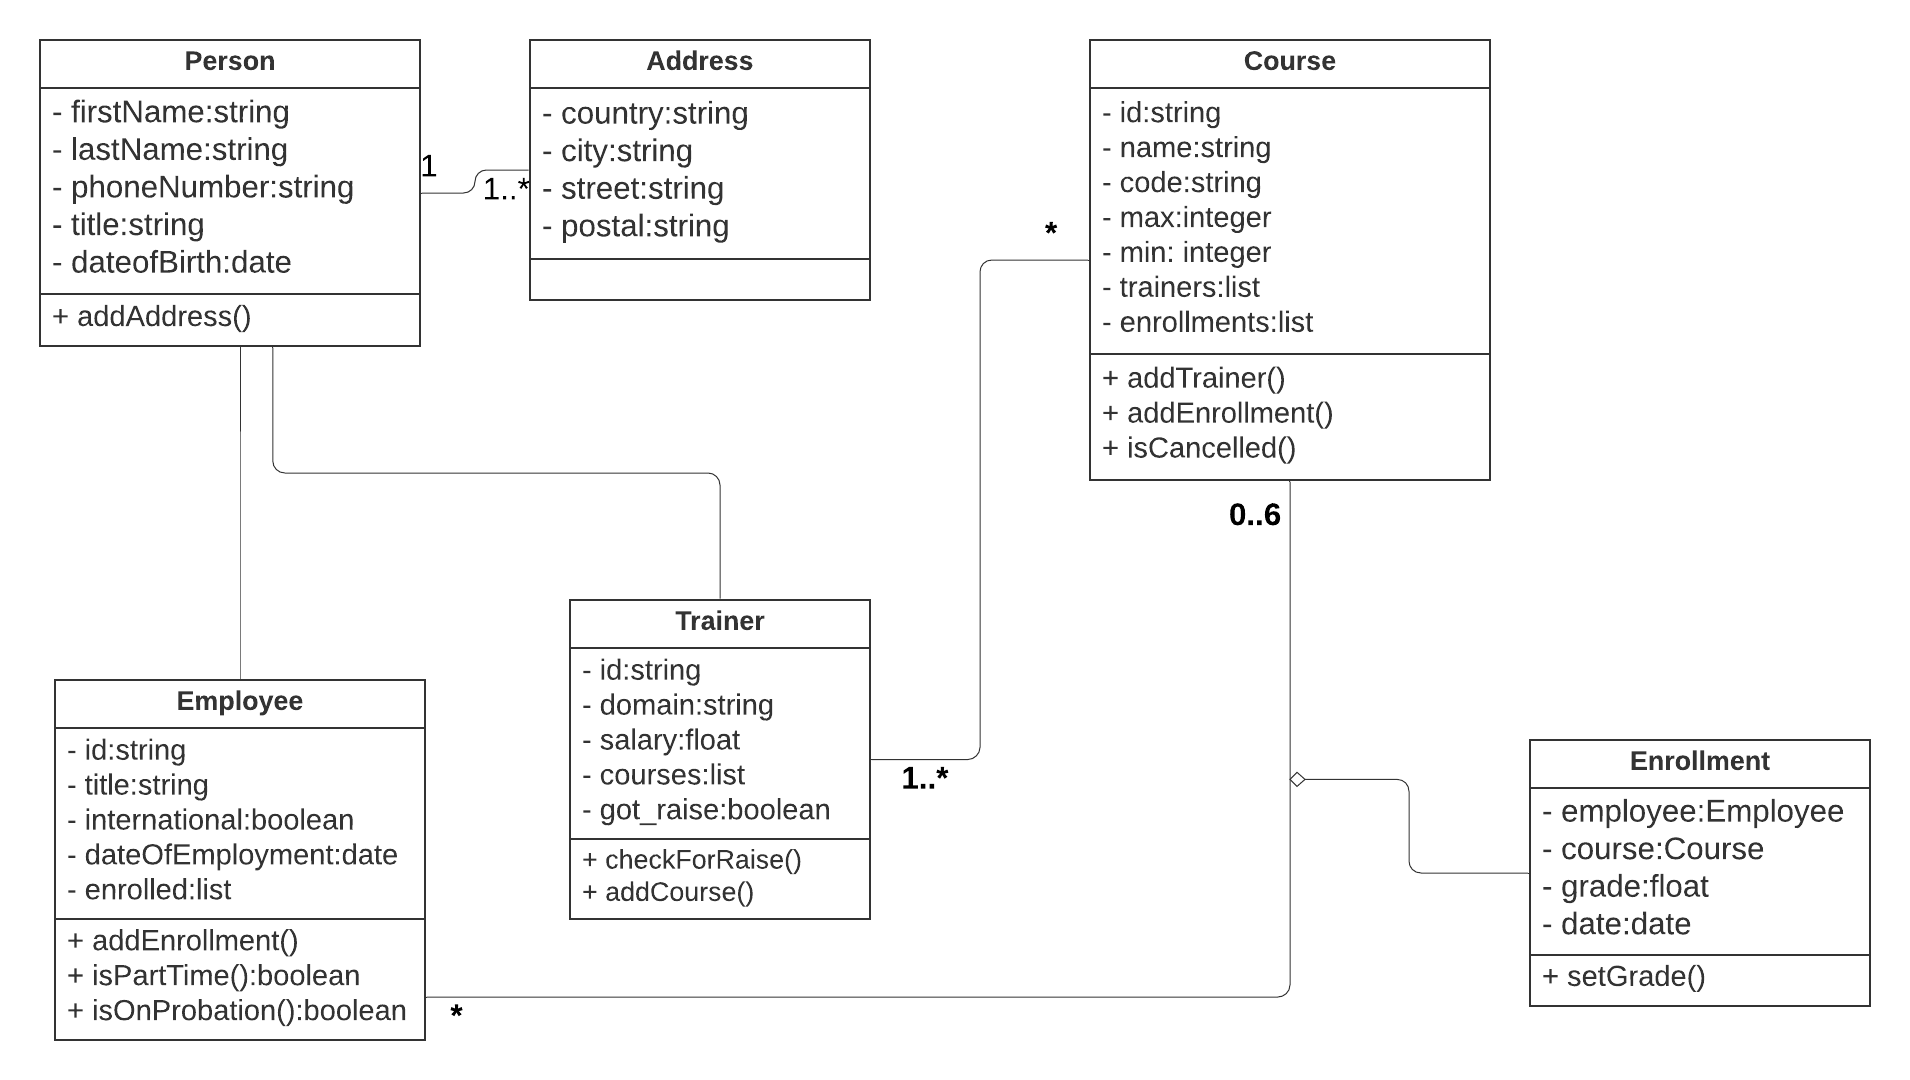 Person
- firstName:string
- lastName:string
- phoneNumber:string
- title:string
- dateofBirth:date
+ addAddress()
1
1..*
Address
- country:string
- city:string
- street:string
- postal:string
Course
- id:string
- name:string
- code:string
- max:integer
- min: integer
- trainers:list
- enrollments:list
+ addTrainer()
+ addEnrollment()
+ isCancelled()
*
0..6
Trainer
- id:string
- domain:string
- salary:float
- courses:list
- got_raise:boolean
+ checkForRaise()
+ addCourse()
1..*
Employee
- id:string
- title:string
- international:boolean
- dateOfEmployment:date
- enrolled:list
+ addEnrollment()
+ isPartTime():boolean
+ isOnProbation():boolean
*
Enrollment
- employee:Employee
- course:Course
- grade:float
- date:date
+ setGrade()